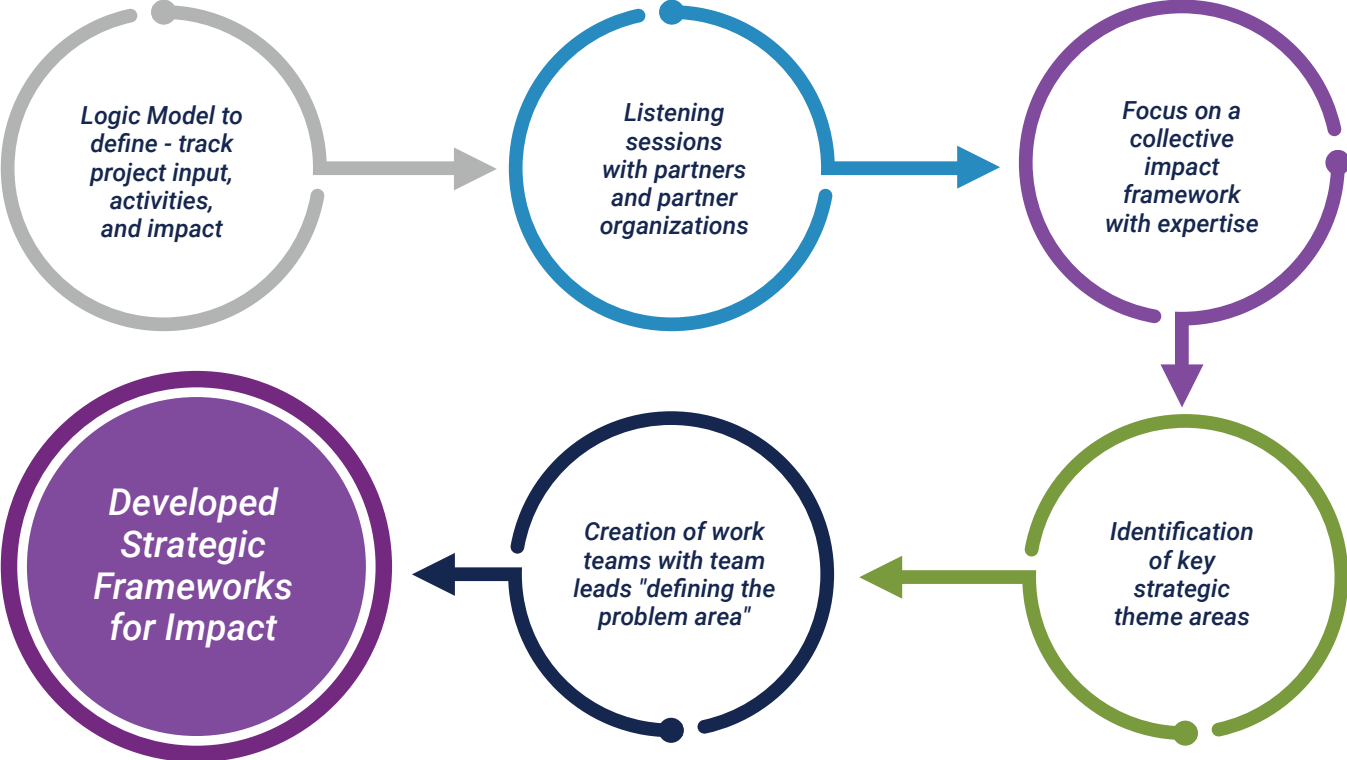 Logic Model to
define - track
project input,
activities,
and impact
Listening
sessions
with partners
and partner
organizations
Focus on a
collective
impact
framework
with expertise
Identification
of key
strategic
theme areas
Creation of work
teams with team
leads "defining the
problem area"
Developed
Strategic
Frameworks
for Impact